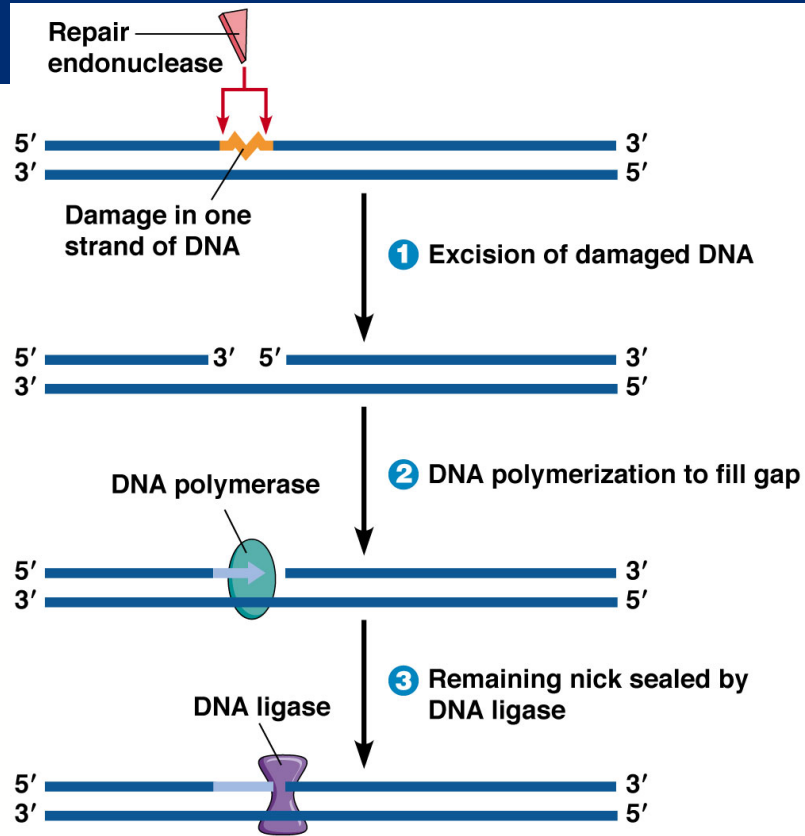 Repair
endonuclease
5′ 3′
3′ 5′
Damage in one
strand of DNA
1 Excision of damaged DNA
5′ 3′ 5′ 3′
3′ 5′
2 DNA polymerization to fill gap
DNA polymerase
5′ 3′
3′ 5′
3 Remaining nick sealed by
DNA ligase
DNA ligase
5′ 3′
3′ 5′